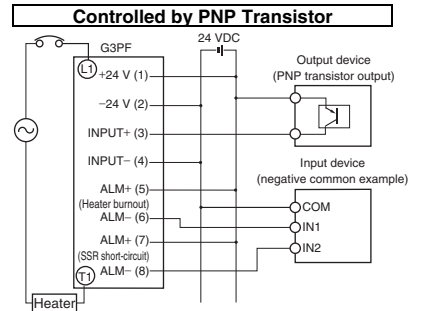 Controlled by PNP Transistor
24 VDC
G3PF
L1
+24 V (1)
−24 V (2)
INPUT+ (3)
INPUT− (4)
ALM+ (5)
(Heater burnout)
ALM− (6)
ALM+ (7)
(SSR short-circuit)
ALM− (8)
T1
Heater
Output device
(PNP transistor output)
Input device
(negative common example)
COM
IN1
IN2